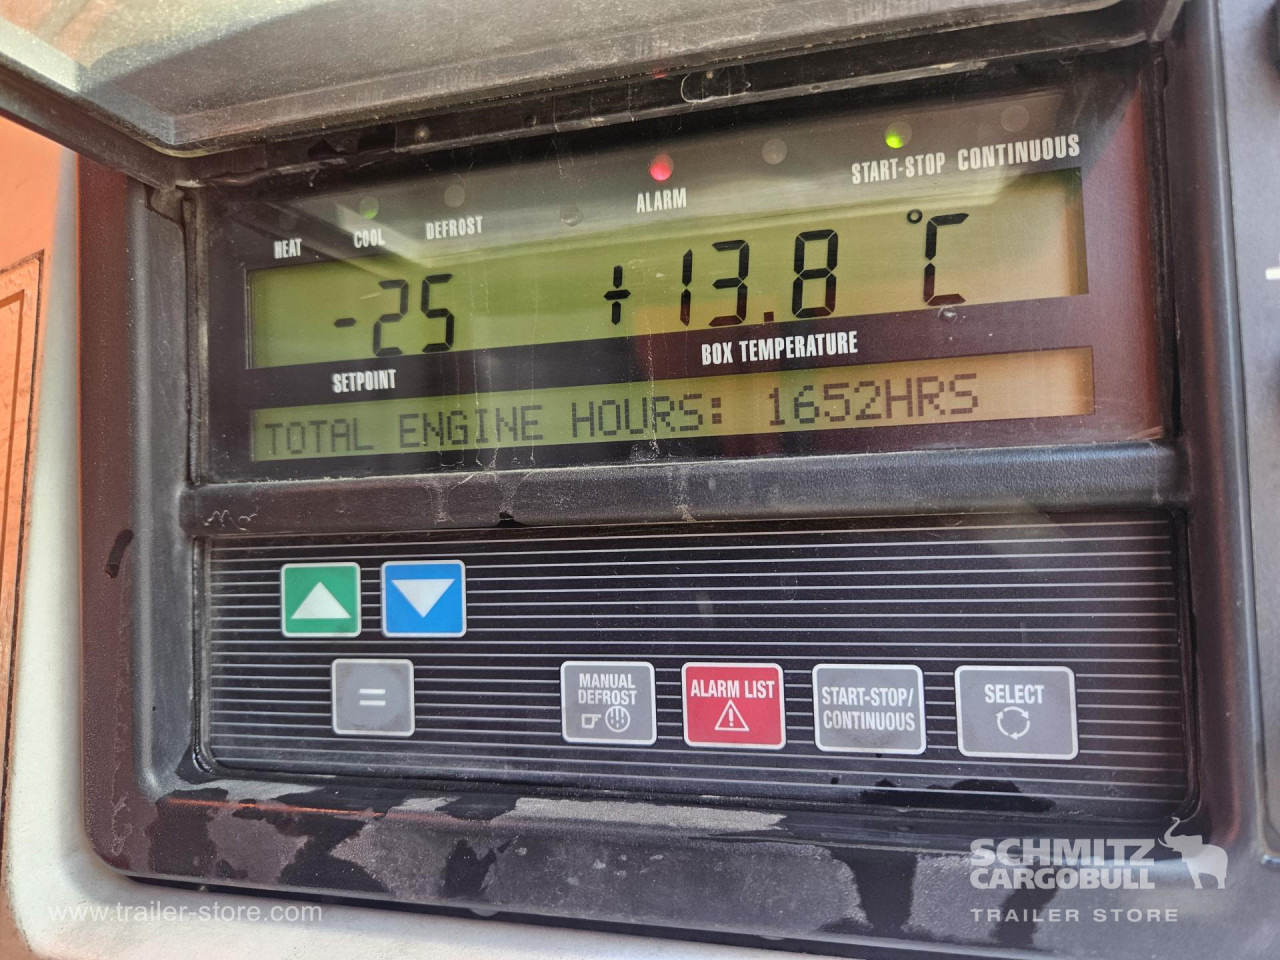 HEAT COOL DEFROST ALARM START-STOP CONTINUOUS
-25 +13.8 °C
SETPOINT BOX TEMPERATURE
TOTAL ENGINE HOURS: 1652HRS
=
MANUAL
DEFROST
ALARM LIST
START-STOP/
CONTINUOUS
SELECT
SCHMITZ
CARGOBULL
TRAILER STORE
www.trailer-store.com